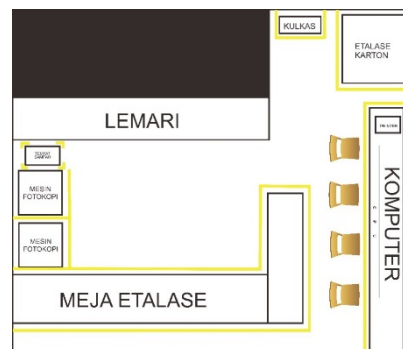 KULKAS
ETALASE
KARTON
LEMARI
MESIN
FOTOKOPI
MESIN
FOTOKOPI
KOMPUTER
MEJA ETALASE